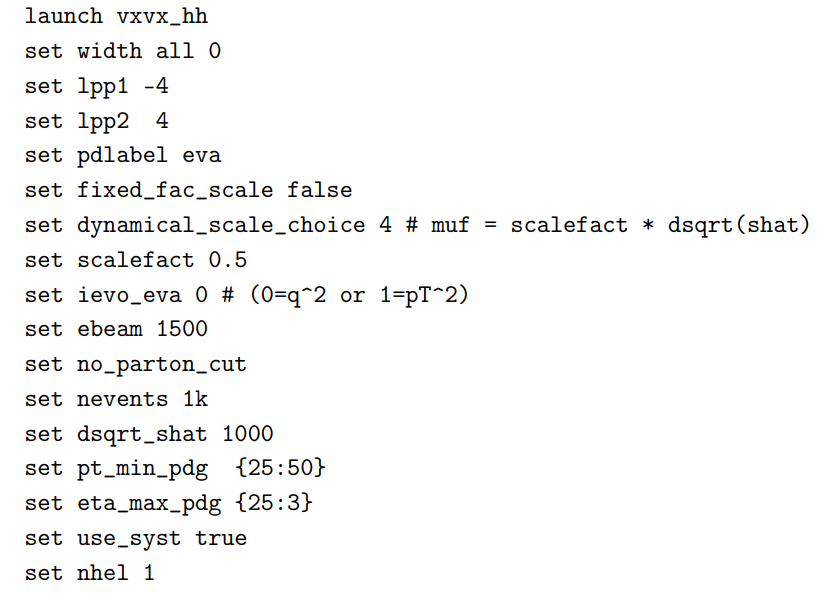 launch vxvx_hh
set width all 0
set lpp1 -4
set lpp2  4
set pdlabel eva
set fixed_fac_scale false
set dynamical_scale_choice 4 # muf = scalefact * dsqrt(shat)
set scalefact 0.5
set ievo_eva 0 # (0=q^2 or 1=pT^2)
set ebeam 1500
set no_parton_cut
set nevents 1k
set dsqrt_shat 1000
set pt_min_pdg  {25:50}
set eta_max_pdg {25:3}
set use_syst true
set nhel 1